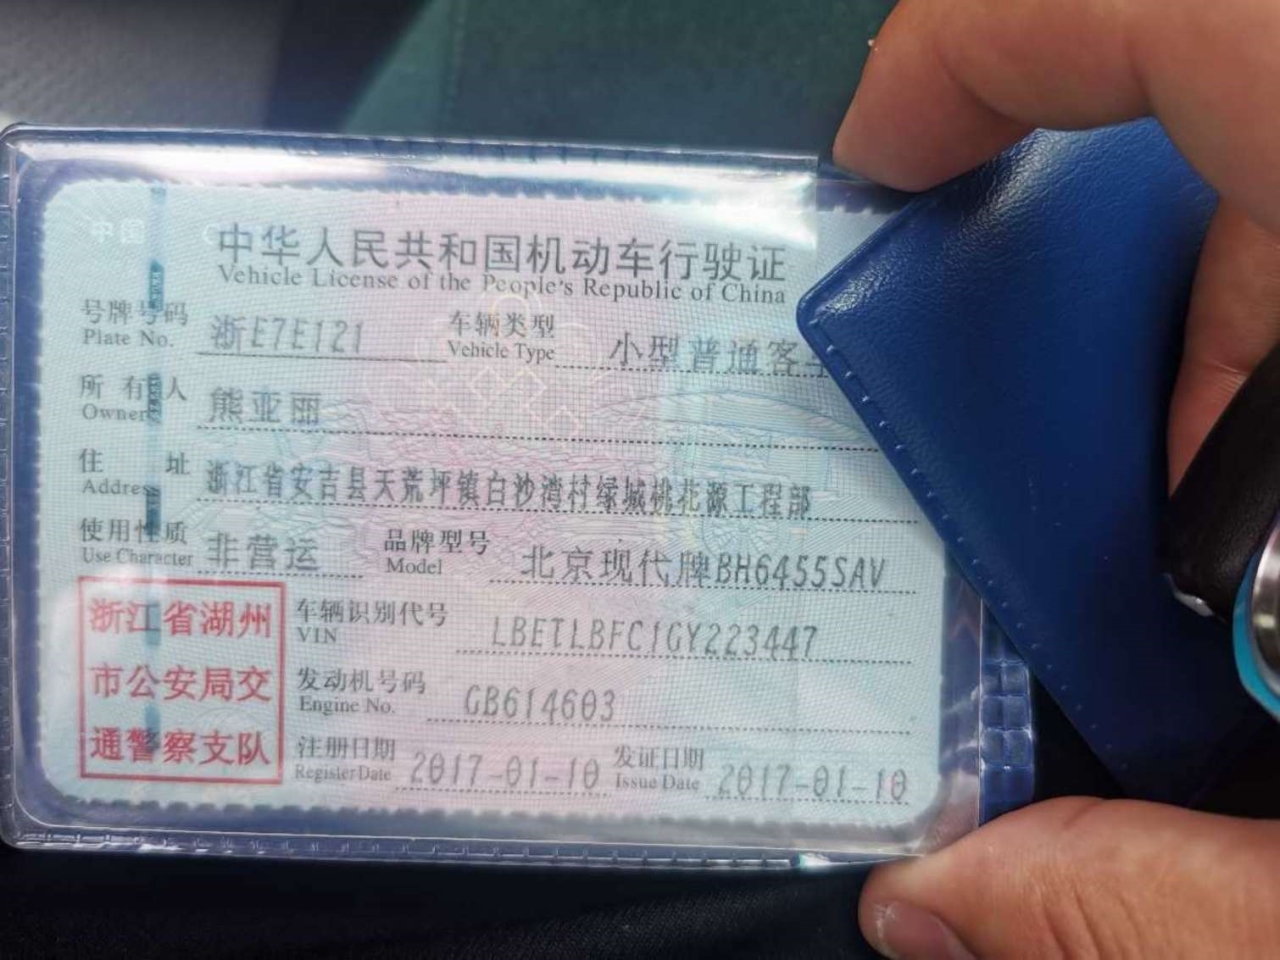 中国
中华人民共和国机动车行驶证
Vehicle License of the People's Republic of China
号牌号码 浙E7E121 车辆类型 小型普通客车
Plate No. Vehicle Type
所有人 熊亚丽
Owner
住址 浙江省安吉县天荒坪镇白沙湾村绿城桃花源工程部
Address
使用性质 非营运 品牌型号 北京现代牌BH6455SAV
Use Character Model
浙江省湖州
市公安局交
通警察支队
车辆识别代号 LBETLBFC1GY223447
VIN
发动机号码 GB614603
Engine No.
注册日期 2017-01-10 发证日期 2017-01-10
Register Date Issue Date